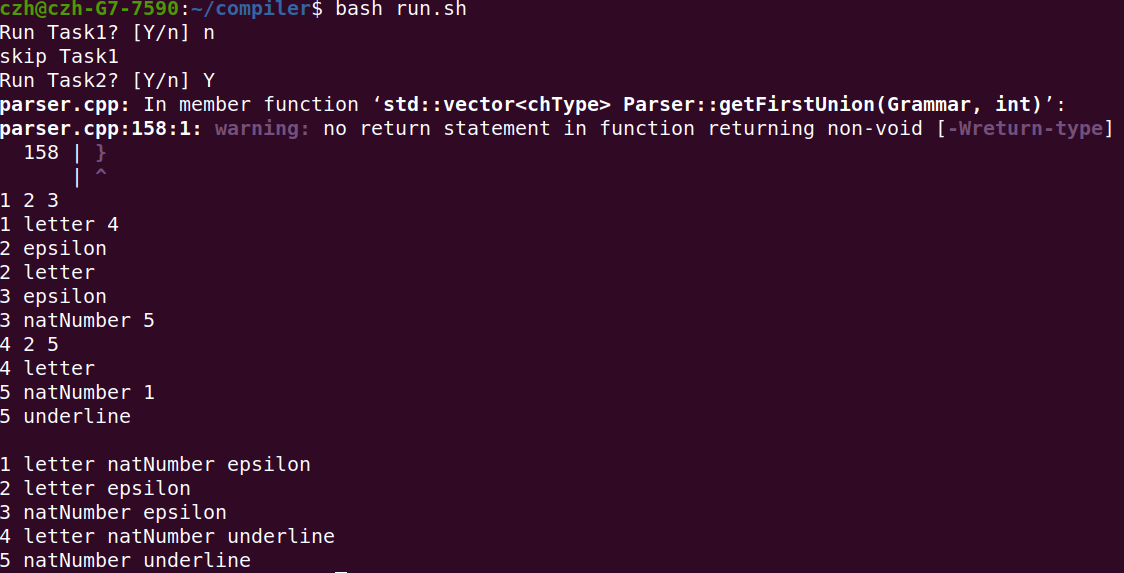 czh@czh-G7-7590:~/compiler$ bash run.sh
Run Task1? [Y/n] n
skip Task1
Run Task2? [Y/n] Y
parser.cpp: In member function ‘std::vector<chType> Parser::getFirstUnion(Grammar, int)’:
parser.cpp:158:1: warning: no return statement in function returning non-void [-Wreturn-type]
  158 | }
      | ^
1 2 3
1 letter 4
2 epsilon
2 letter
3 epsilon
3 natNumber 5
4 2 5
4 letter
5 natNumber 1
5 underline

1 letter natNumber epsilon
2 letter epsilon
3 natNumber epsilon
4 letter natNumber underline
5 natNumber underline